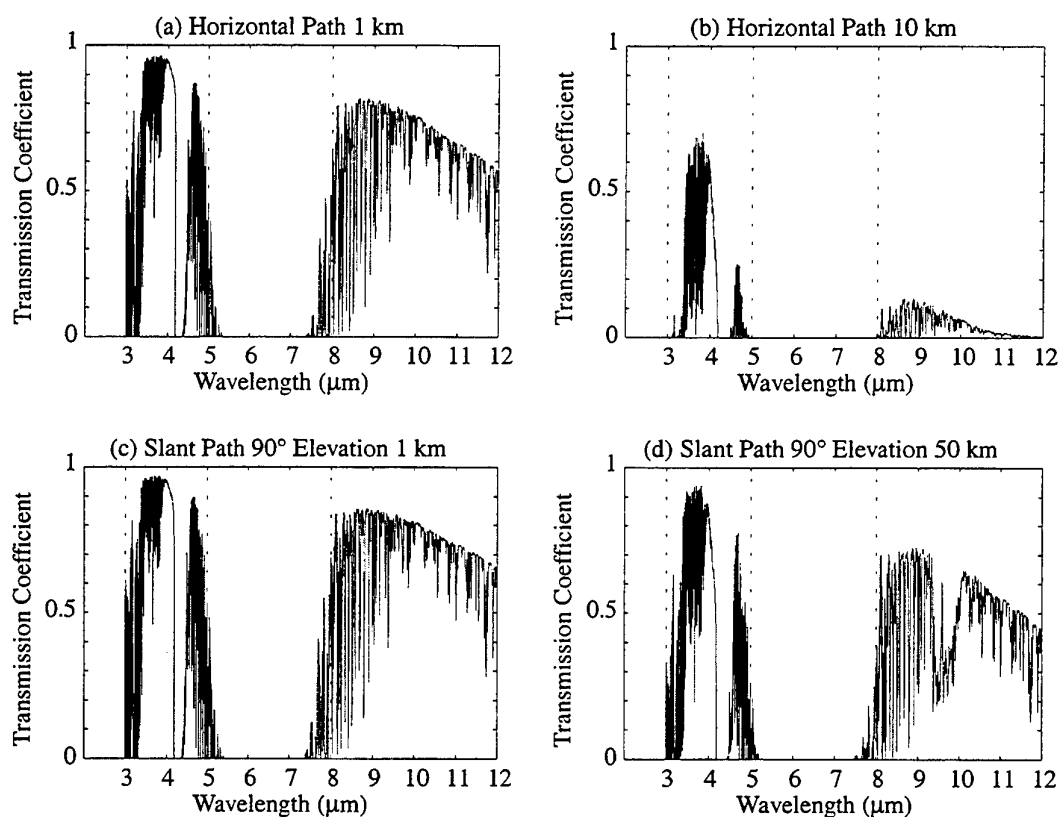 (a) Horizontal Path 1 km
1
0.5
0
Transmission Coefficient
3 4 5 6 7 8 9 10 11 12
Wavelength (μm)
(b) Horizontal Path 10 km
1
0.5
0
Transmission Coefficient
3 4 5 6 7 8 9 10 11 12
Wavelength (μm)
(c) Slant Path 90° Elevation 1 km
1
0.5
0
Transmission Coefficient
3 4 5 6 7 8 9 10 11 12
Wavelength (μm)
(d) Slant Path 90° Elevation 50 km
1
0.5
0
Transmission Coefficient
3 4 5 6 7 8 9 10 11 12
Wavelength (μm)